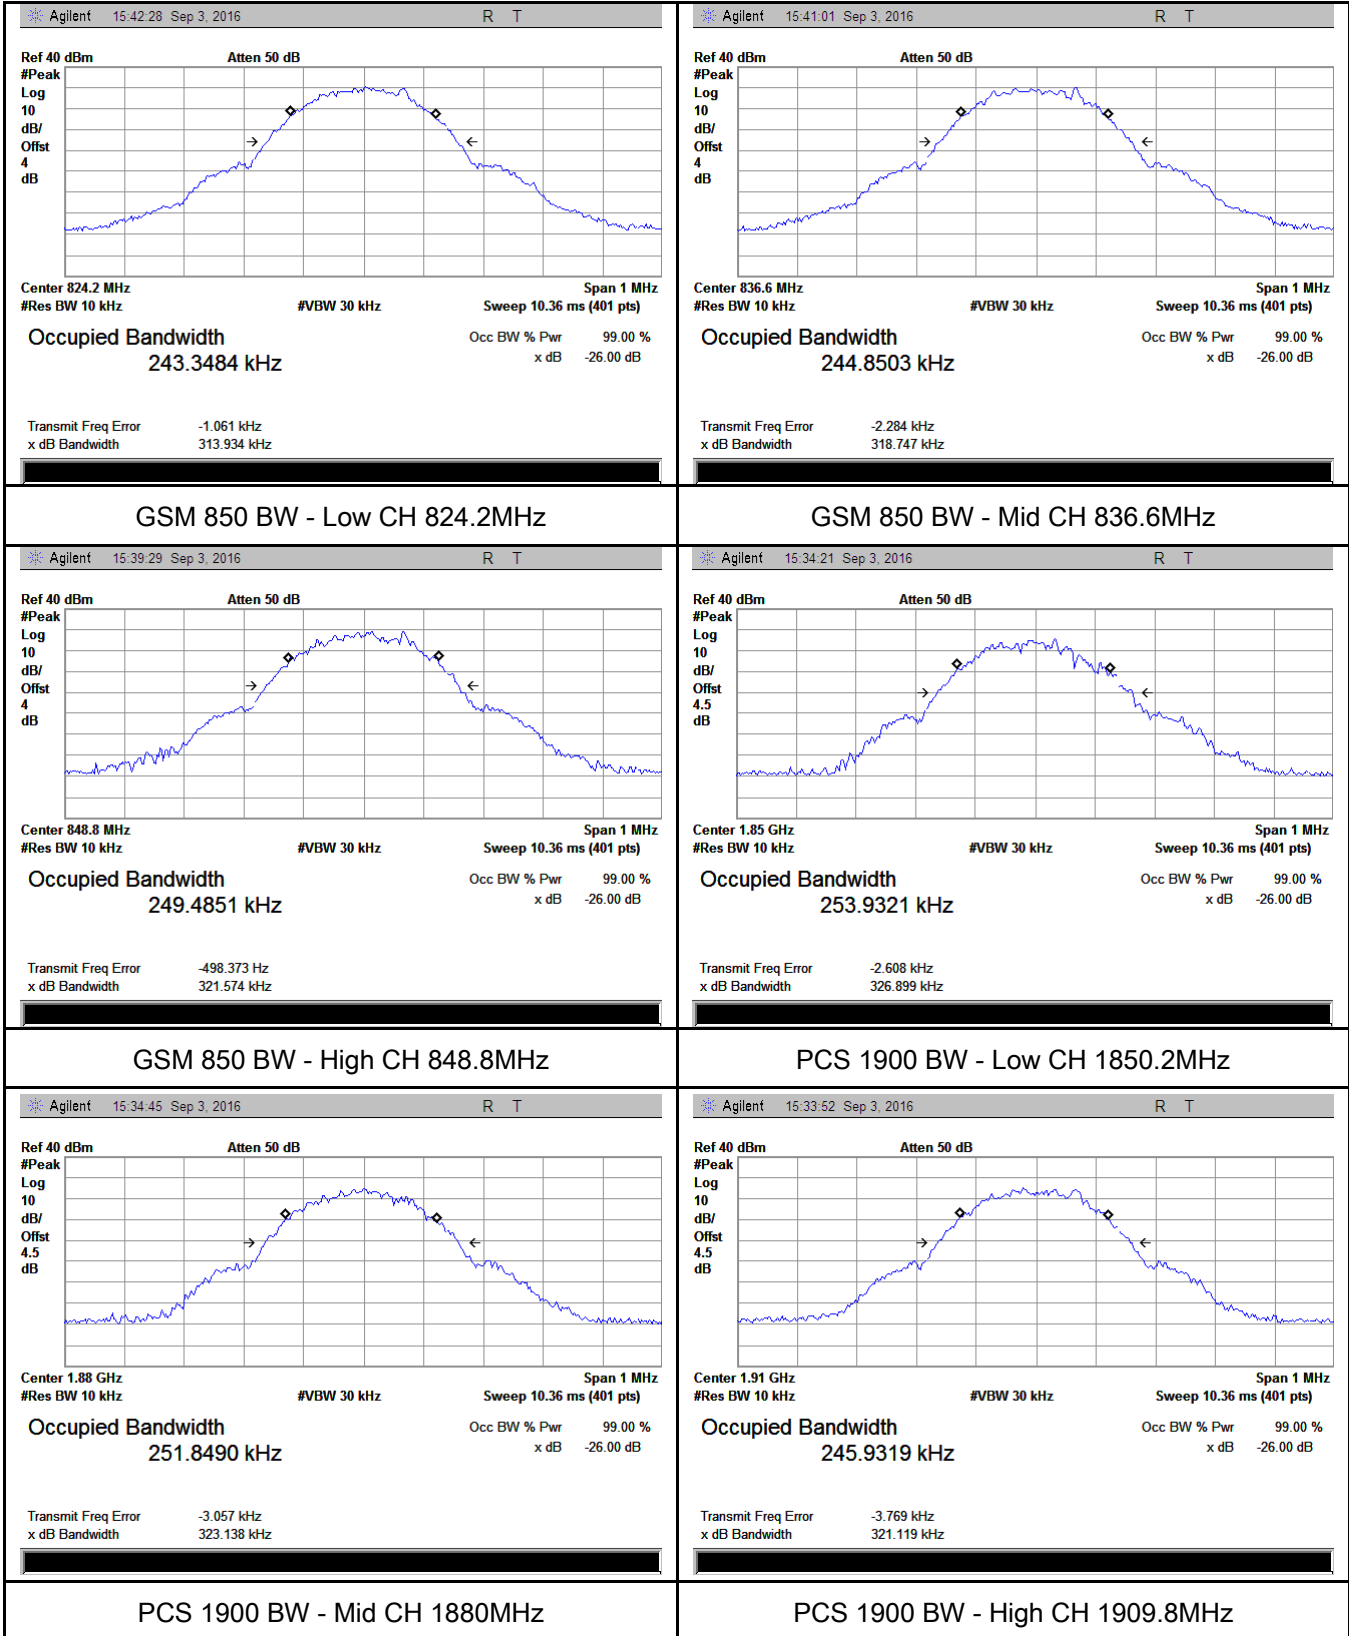 Agilent 15:42:28 Sep 3, 2016 R T
Ref 40 dBm Atten 50 dB
#Peak
Log
10
dB/
Offst
4
dB
Center 824.2 MHz Span 1 MHz
#Res BW 10 kHz #VBW 30 kHz Sweep 10.36 ms (401 pts)
Occupied Bandwidth Occ BW % Pwr 99.00 %
243.3484 kHz x dB -26.00 dB
Transmit Freq Error -1.061 kHz
x dB Bandwidth 313.934 kHz
GSM 850 BW - Low CH 824.2MHz
Agilent 15:41:01 Sep 3, 2016 R T
Ref 40 dBm Atten 50 dB
#Peak
Log
10
dB/
Offst
4
dB
Center 836.6 MHz Span 1 MHz
#Res BW 10 kHz #VBW 30 kHz Sweep 10.36 ms (401 pts)
Occupied Bandwidth Occ BW % Pwr 99.00 %
244.8503 kHz x dB -26.00 dB
Transmit Freq Error -2.284 kHz
x dB Bandwidth 318.747 kHz
GSM 850 BW - Mid CH 836.6MHz
Agilent 15:39:29 Sep 3, 2016 R T
Ref 40 dBm Atten 50 dB
#Peak
Log
10
dB/
Offst
4
dB
Center 848.8 MHz Span 1 MHz
#Res BW 10 kHz #VBW 30 kHz Sweep 10.36 ms (401 pts)
Occupied Bandwidth Occ BW % Pwr 99.00 %
249.4851 kHz x dB -26.00 dB
Transmit Freq Error -498.373 Hz
x dB Bandwidth 321.574 kHz
GSM 850 BW - High CH 848.8MHz
Agilent 15:34:21 Sep 3, 2016 R T
Ref 40 dBm Atten 50 dB
#Peak
Log
10
dB/
Offst
4.5
dB
Center 1.85 GHz Span 1 MHz
#Res BW 10 kHz #VBW 30 kHz Sweep 10.36 ms (401 pts)
Occupied Bandwidth Occ BW % Pwr 99.00 %
253.9321 kHz x dB -26.00 dB
Transmit Freq Error -2.608 kHz
x dB Bandwidth 326.899 kHz
PCS 1900 BW - Low CH 1850.2MHz
Agilent 15:34:45 Sep 3, 2016 R T
Ref 40 dBm Atten 50 dB
#Peak
Log
10
dB/
Offst
4.5
dB
Center 1.88 GHz Span 1 MHz
#Res BW 10 kHz #VBW 30 kHz Sweep 10.36 ms (401 pts)
Occupied Bandwidth Occ BW % Pwr 99.00 %
251.8490 kHz x dB -26.00 dB
Transmit Freq Error -3.057 kHz
x dB Bandwidth 323.138 kHz
PCS 1900 BW - Mid CH 1880MHz
Agilent 15:33:52 Sep 3, 2016 R T
Ref 40 dBm Atten 50 dB
#Peak
Log
10
dB/
Offst
4.5
dB
Center 1.91 GHz Span 1 MHz
#Res BW 10 kHz #VBW 30 kHz Sweep 10.36 ms (401 pts)
Occupied Bandwidth Occ BW % Pwr 99.00 %
245.9319 kHz x dB -26.00 dB
Transmit Freq Error -3.769 kHz
x dB Bandwidth 321.119 kHz
PCS 1900 BW - High CH 1909.8MHz